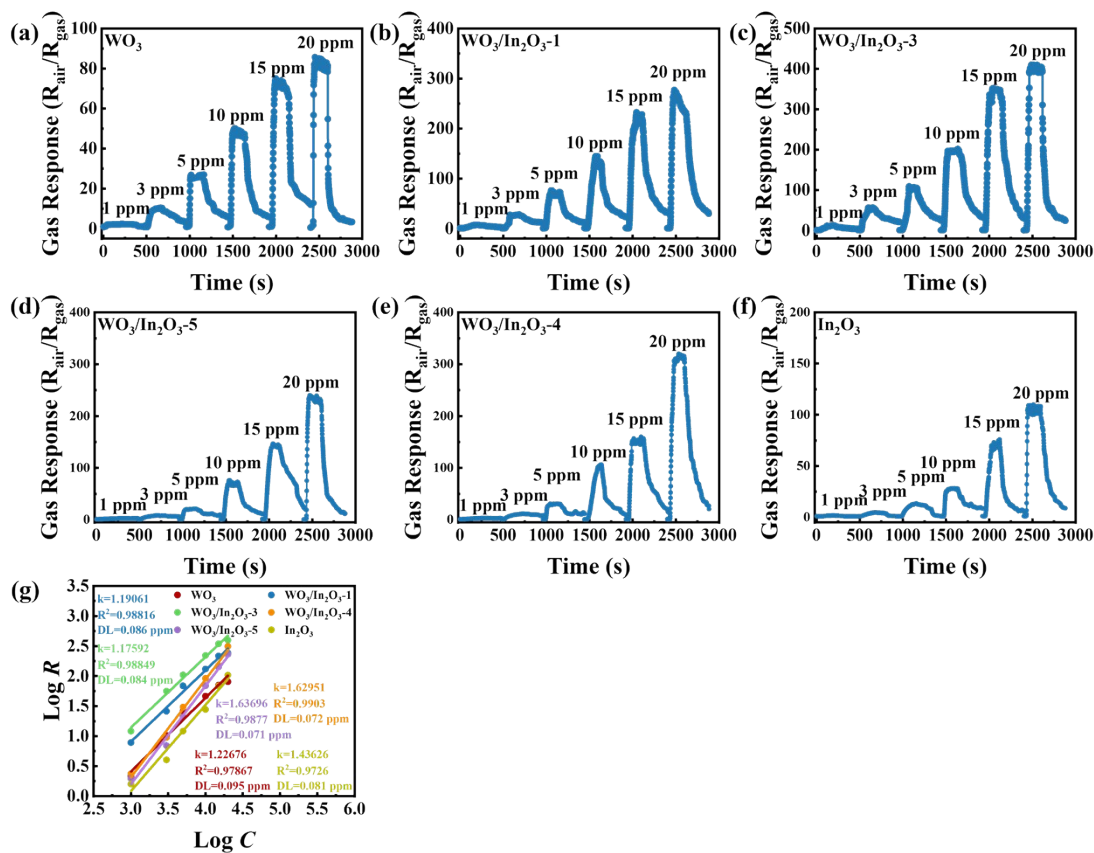 (a)
WO3
Gas Response (Rair/Rgas)
100
80
60
40
20
0
1 ppm
3 ppm
5 ppm
10 ppm
15 ppm
20 ppm
0 500 1000 1500 2000 2500 3000
Time (s)
(b)
WO3/In2O3-1
Gas Response (Rair/Rgas)
400
300
200
100
0
1 ppm
3 ppm
5 ppm
10 ppm
15 ppm
20 ppm
0 500 1000 1500 2000 2500 3000
Time (s)
(c)
WO3/In2O3-3
Gas Response (Rair/Rgas)
500
400
300
200
100
0
1 ppm
3 ppm
5 ppm
10 ppm
15 ppm
20 ppm
0 500 1000 1500 2000 2500 3000
Time (s)
(d)
WO3/In2O3-5
Gas Response (Rair/Rgas)
400
300
200
100
0
1 ppm
3 ppm
5 ppm
10 ppm
15 ppm
20 ppm
0 500 1000 1500 2000 2500 3000
Time (s)
(e)
WO3/In2O3-4
Gas Response (Rair/Rgas)
400
300
200
100
0
1 ppm
3 ppm
5 ppm
10 ppm
15 ppm
20 ppm
0 500 1000 1500 2000 2500 3000
Time (s)
(f)
In2O3
Gas Response (Rair/Rgas)
200
150
100
50
0
1 ppm
3 ppm
5 ppm
10 ppm
15 ppm
20 ppm
0 500 1000 1500 2000 2500 3000
Time (s)
(g)
Log R
3.5
3.0
2.5
2.0
1.5
1.0
0.5
0.0
k=1.19061
R2=0.98816
DL=0.086 ppm
k=1.17592
R2=0.98849
DL=0.084 ppm
WO3
WO3/In2O3-1
WO3/In2O3-3
WO3/In2O3-4
WO3/In2O3-5
In2O3
k=1.62951
R2=0.9903
DL=0.072 ppm
k=1.63696
R2=0.9877
DL=0.071 ppm
k=1.22676
R2=0.97867
DL=0.095 ppm
k=1.43626
R2=0.9726
DL=0.081 ppm
2.5 3.0 3.5 4.0 4.5 5.0 5.5 6.0
Log C